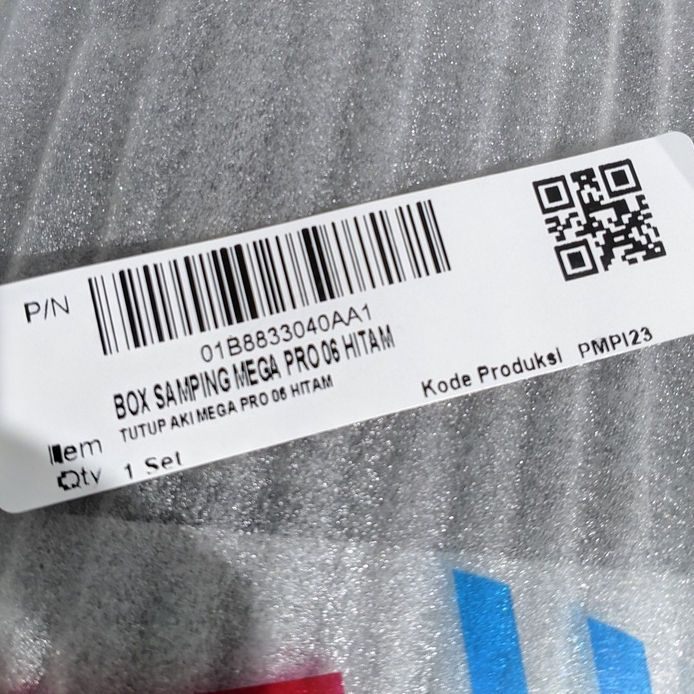 P/N
01B8833040AA1
BOX SAMPING MEGA PRO 06 HITAM
TUTUP AKI MEGA PRO 06 HITAM
Item
Qty 1 Set
Kode Produksi PMPI23